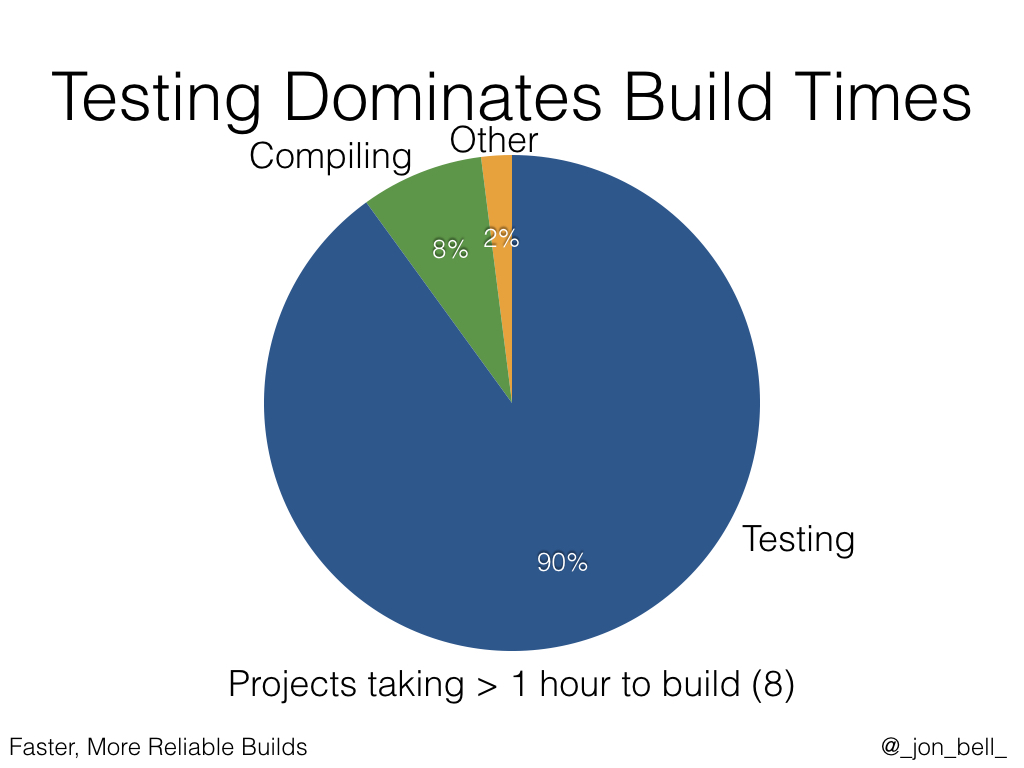 Testing Dominates Build Times
Other
Compiling
8%
2%
Testing
90%
Projects taking > 1 hour to build (8)
Faster, More Reliable Builds
@_jon_bell_